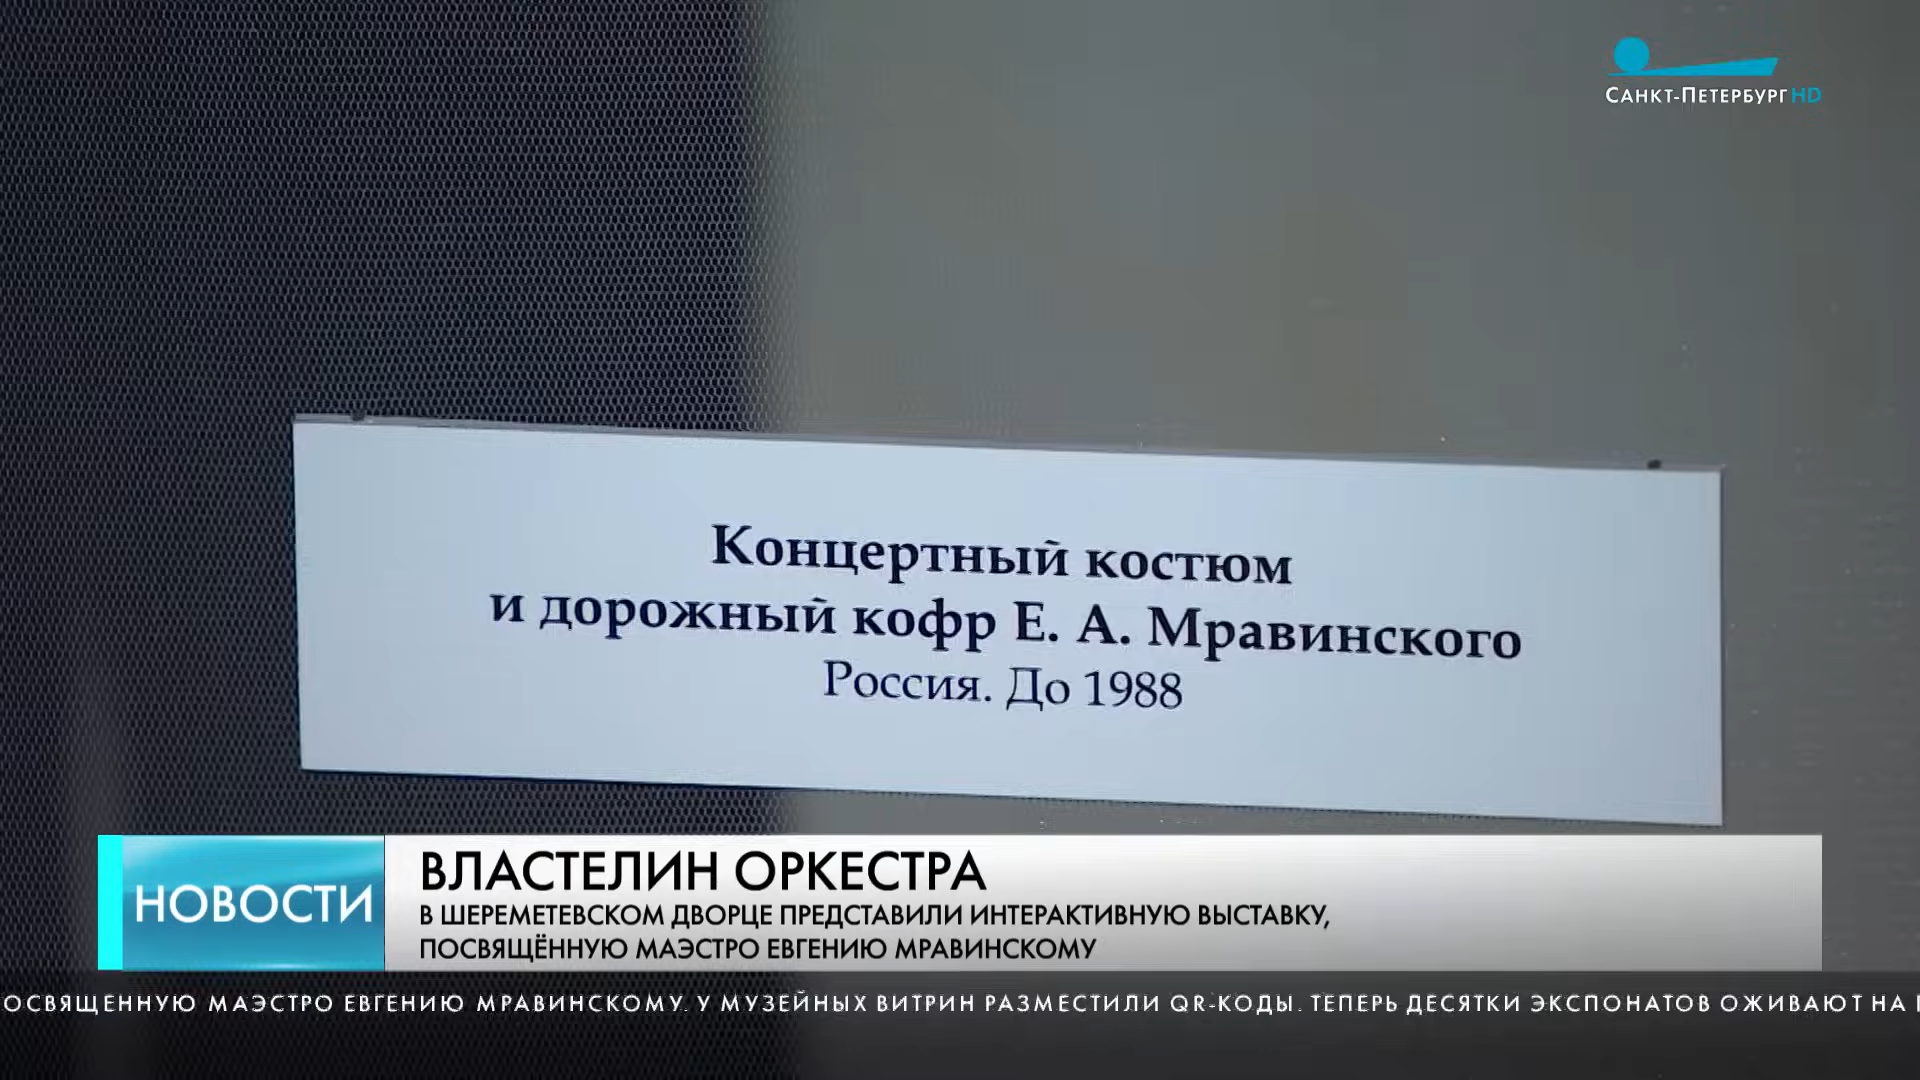 САНКТ-ПЕТЕРБУРГ HD
Концертный костюм
и дорожный кофр Е. А. Мравинского
Россия. До 1988
НОВОСТИ
ВЛАСТЕЛИН ОРКЕСТРА
В ШЕРЕМЕТЕВСКОМ ДВОРЦЕ ПРЕДСТАВИЛИ ИНТЕРАКТИВНУЮ ВЫСТАВКУ,
ПОСВЯЩЁННУЮ МАЭСТРО ЕВГЕНИЮ МРАВИНСКОМУ
ОСВЯЩЕННУЮ МАЭСТРО ЕВГЕНИЮ МРАВИНСКОМУ. У МУЗЕЙНЫХ ВИТРИН РАЗМЕСТИЛИ QR-КОДЫ. ТЕПЕРЬ ДЕСЯТКИ ЭКСПОНАТОВ ОЖИВАЮТ НА